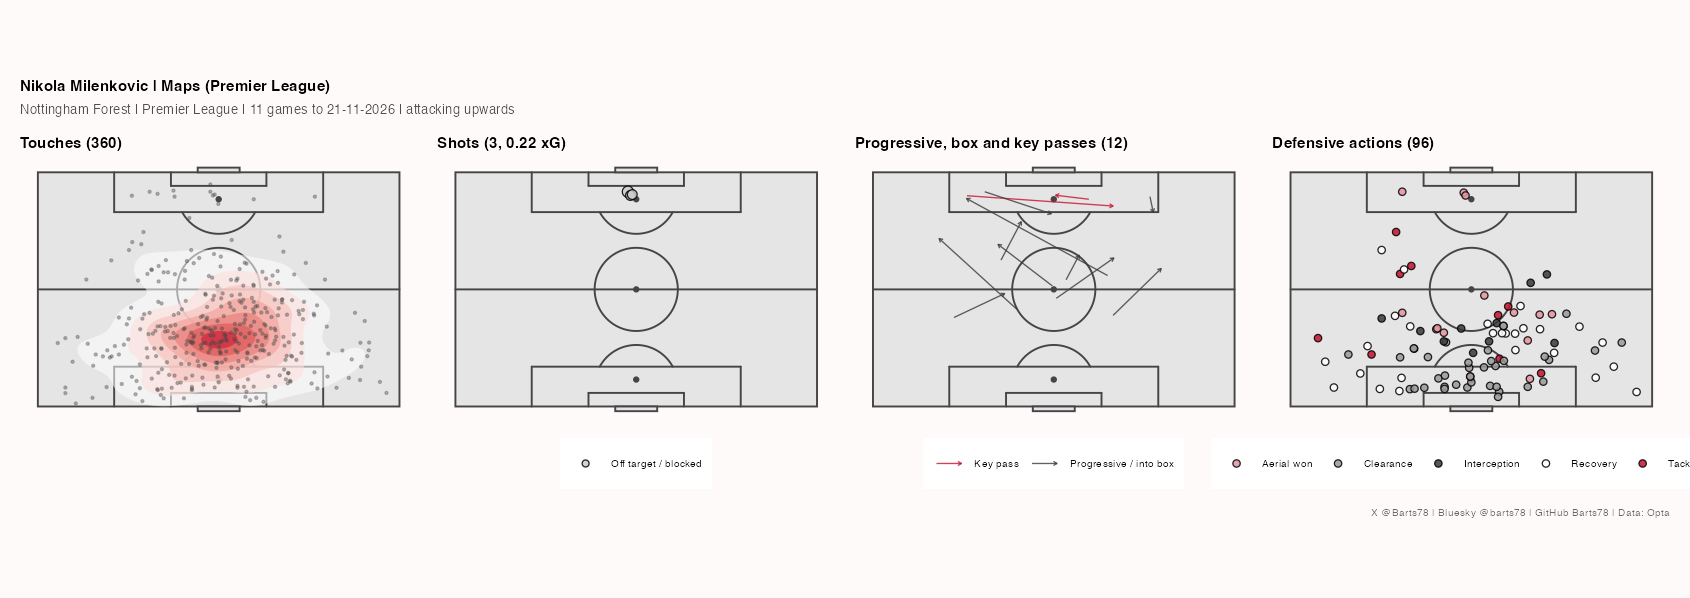 Nikola Milenkovic | Maps (Premier League)
Nottingham Forest | Premier League | 11 games to 21-11-2026 | attacking upwards
Touches (360)
Shots (3, 0.22 xG)
Progressive, box and key passes (12)
Defensive actions (96)
Off target / blocked
Key pass
Progressive / into box
Aerial won
Clearance
Interception
Recovery
Tack
X @Barts78 | Bluesky @barts78 | GitHub Barts78 | Data: Opta